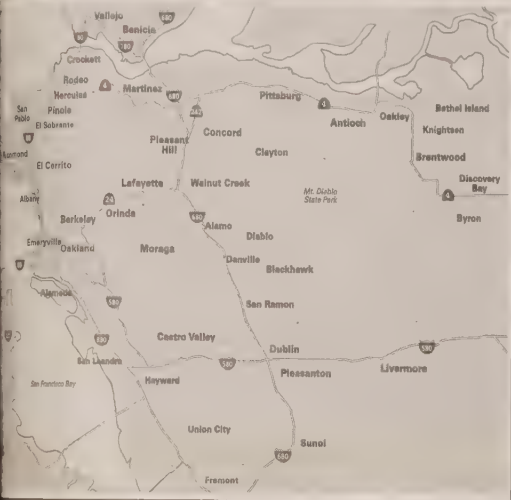 Vallejo
680
Benicia
80
780
Crockett
Rodeo
4
Martinez
Hercules
680
Pittsburg
4
San
Pablo
Pinole
242
Bethel Island
El Sobrante
Concord
Antioch
Oakley
Knightsen
Pleasant
Hill
Clayton
Brentwood
El Cerrito
Lafayette
Walnut Creek
Discovery
Bay
Mt. Diablo
State Park
4
Albany
24
Orinda
Berkeley
680
Alamo
Byron
Emeryville
Oakland
Moraga
Diablo
Danville
Blackhawk
Alameda
580
San Ramon
880
Castro Valley
580
San Leandro
580
Dublin
Pleasanton
Livermore
San Francisco Bay
Hayward
Union City
Sunol
680
Fremont